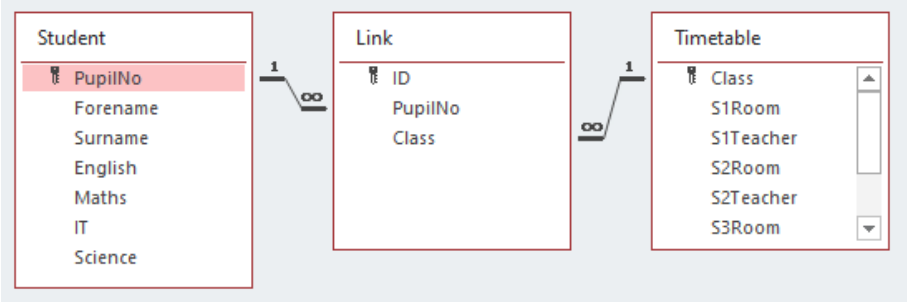 Student
PupilNo
Forename
Surname
English
Maths
IT
Science
1
∞
Link
ID
PupilNo
Class
∞
1
Timetable
Class
S1Room
S1Teacher
S2Room
S2Teacher
S3Room